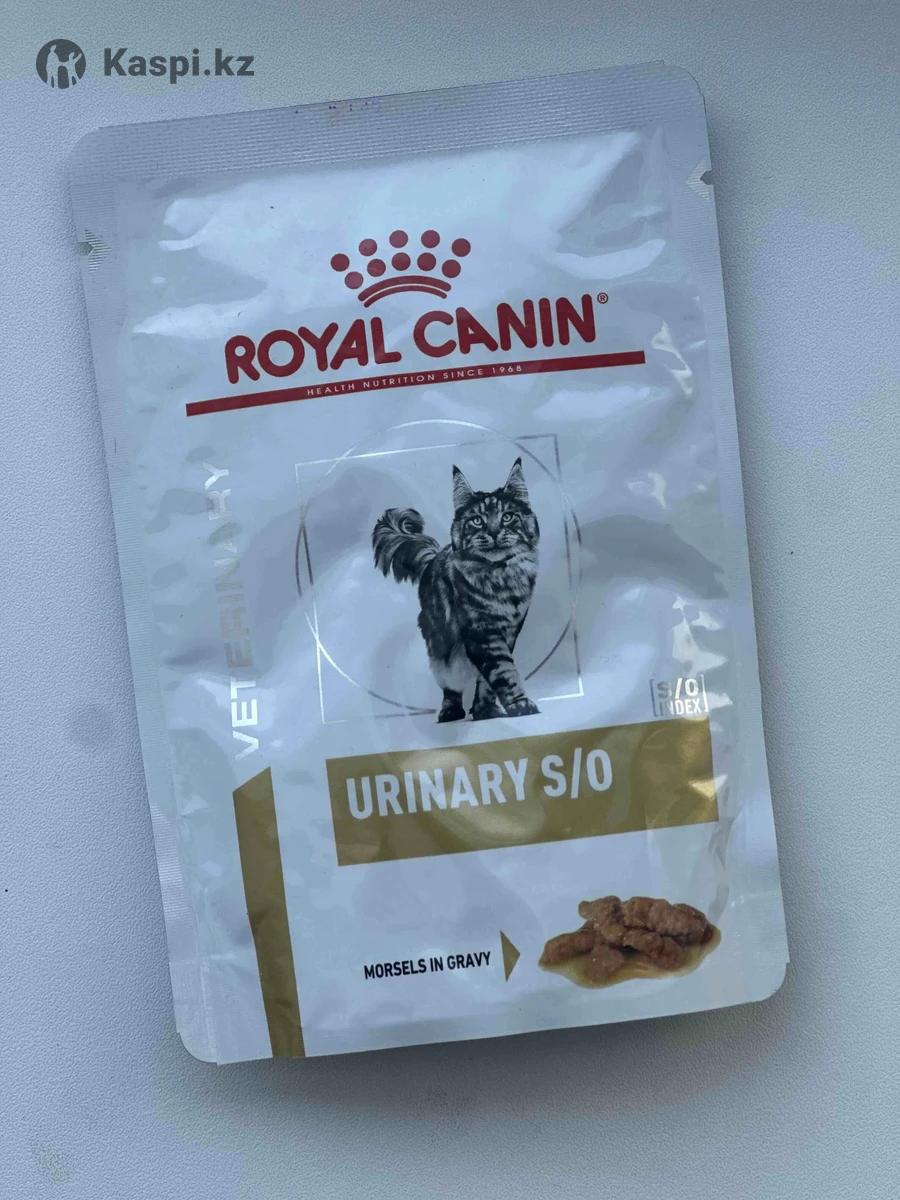 Kaspi.kz
ROYAL CANIN®
HEALTH NUTRITION SINCE 1968
VETERINARY
S/O
INDEX
URINARY S/O
MORSELS IN GRAVY